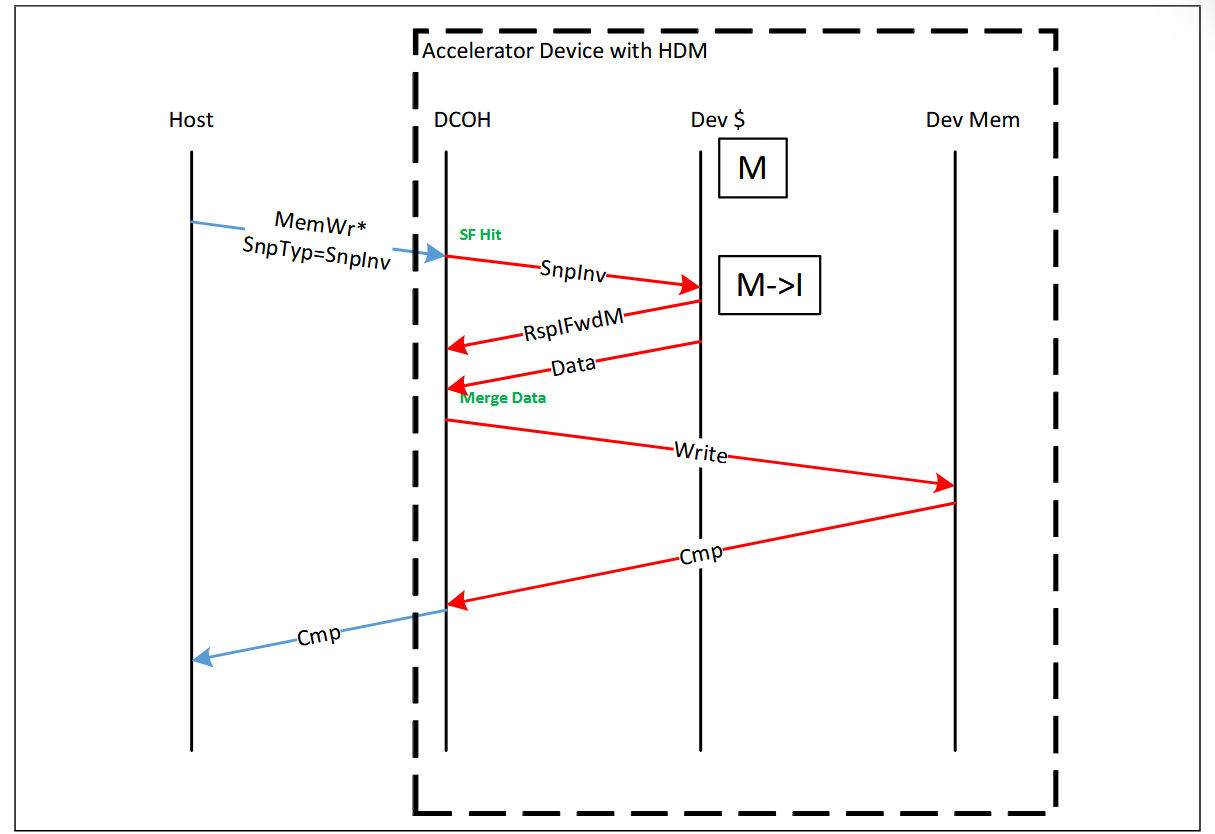 Accelerator Device with HDM
Host
DCOH
Dev $
Dev Mem
M
MemWr*
SnpTyp=SnpInv
SF Hit
SnpInv
M->I
RspIFwdM
Data
Merge Data
Write
Cmp
Cmp